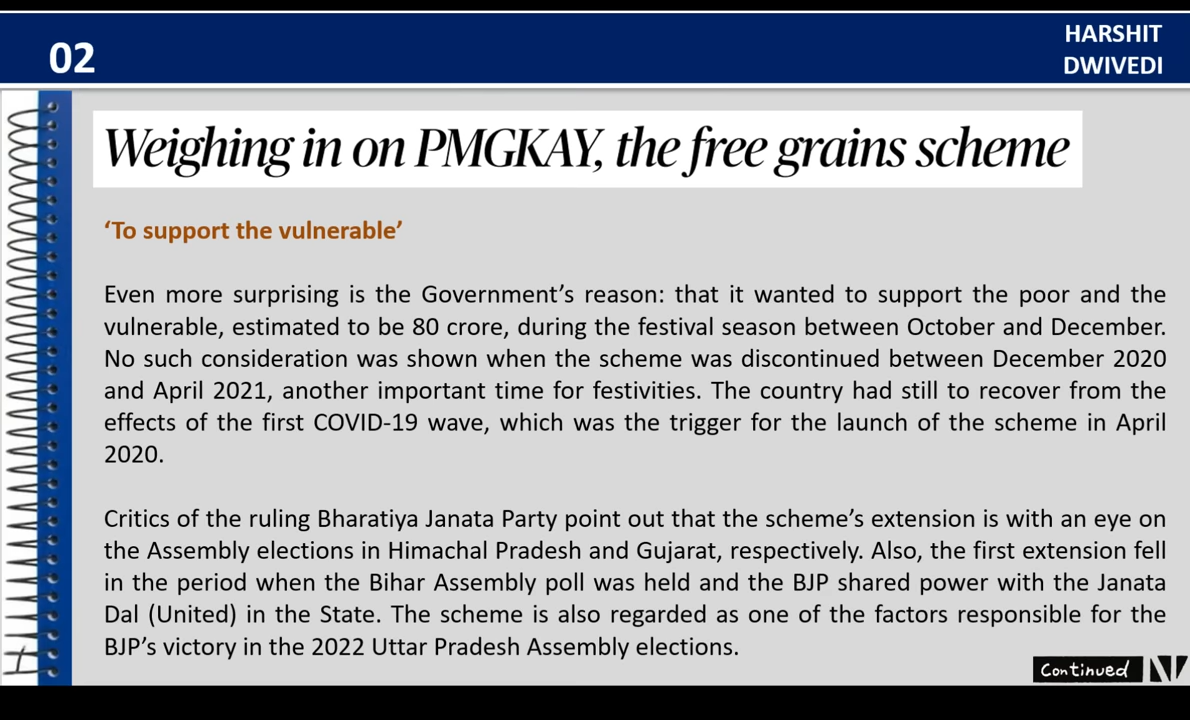 02
HARSHIT
DWIVEDI
Weighing in on PMGKAY, the free grains scheme
‘To support the vulnerable’
Even more surprising is the Government’s reason: that it wanted to support the poor and the
vulnerable, estimated to be 80 crore, during the festival season between October and December.
No such consideration was shown when the scheme was discontinued between December 2020
and April 2021, another important time for festivities. The country had still to recover from the
effects of the first COVID-19 wave, which was the trigger for the launch of the scheme in April
2020.
Critics of the ruling Bharatiya Janata Party point out that the scheme’s extension is with an eye on
the Assembly elections in Himachal Pradesh and Gujarat, respectively. Also, the first extension fell
in the period when the Bihar Assembly poll was held and the BJP shared power with the Janata
Dal (United) in the State. The scheme is also regarded as one of the factors responsible for the
BJP’s victory in the 2022 Uttar Pradesh Assembly elections.
Continued